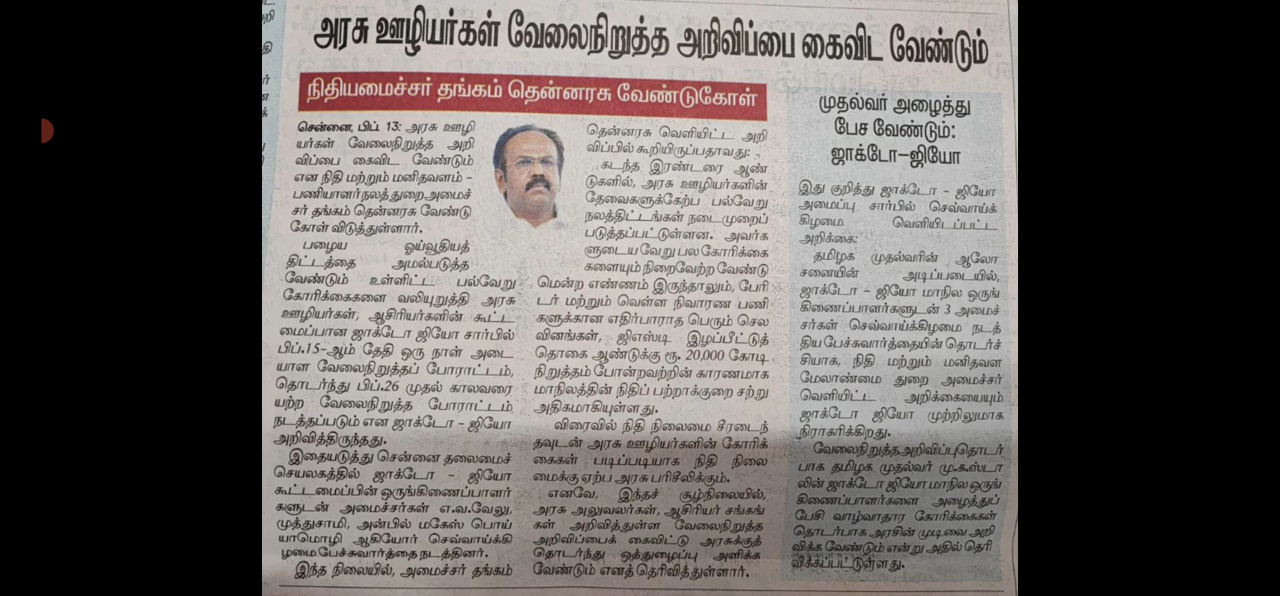 அரசு ஊழியர்கள் வேலைநிறுத்த அறிவிப்பை கைவிட வேண்டும்
நிதியமைச்சர் தங்கம் தென்னரசு வேண்டுகோள்
சென்னை, பிப். 13: அரசு ஊழி
யர்கள் வேலைநிறுத்த அறி
விப்பை கைவிட வேண்டும்
என நிதி மற்றும் மனிதவளம் -
பணியாளர் நலத் துறை அமைச்
சர் தங்கம் தென்னரசு வேண்டு
கோள் விடுத்துள்ளார்.
பழைய ஓய்வூதியத்
திட்டத்தை அமல்படுத்த
வேண்டும் உள்ளிட்ட பல்வேறு
கோரிக்கைகளை வலியுறுத்தி அரசு
ஊழியர்கள், ஆசிரியர்களின் கூட்ட
மைப்பான ஜாக்டோ ஜியோ சார்பில்
பிப்.15-ஆம் தேதி ஒரு நாள் அடை
யாள வேலைநிறுத்தப் போராட்டம்,
தொடர்ந்து பிப்.26 முதல் காலவரை
யற்ற வேலைநிறுத்த போராட்டம்
நடத்தப்படும் என ஜாக்டோ - ஜியோ
அறிவித்திருந்தது.
இதையடுத்து சென்னை தலைமைச்
செயலகத்தில் ஜாக்டோ - ஜியோ
கூட்டமைப்பின் ஒருங்கிணைப்பாளர்
களுடன் அமைச்சர்கள் எ.வ.வேலு,
முத்துசாமி, அன்பில் மகேஸ் பொய்
யாமொழி ஆகியோர் செவ்வாய்க்கி
ழமை பேச்சுவார்த்தை நடத்தினர்.
இந்த நிலையில், அமைச்சர் தங்கம்
தென்னரசு வெளியிட்ட அறி
விப்பில் கூறியிருப்பதாவது:
கடந்த இரண்டரை ஆண்
டுகளில், அரசு ஊழியர்களின்
தேவைகளுக்கேற்ப பல்வேறு
நலத்திட்டங்கள் நடைமுறைப்
படுத்தப்பட்டுள்ளன. அவர்க
ளுடைய வேறு பல கோரிக்கை
களையும் நிறைவேற்ற வேண்டு
மென்ற எண்ணம் இருந்தாலும், பேரி
டர் மற்றும் வெள்ள நிவாரண பணி
களுக்கான எதிர்பாராத பெரும் செல
வினங்கள், ஜிஎஸ்டி இழப்பீட்டுத்
தொகை ஆண்டுக்கு ரூ. 20,000 கோடி
நிறுத்தம் போன்றவற்றின் காரணமாக
மாநிலத்தின் நிதிப் பற்றாக்குறை சற்று
அதிகமாகியுள்ளது.
விரைவில் நிதி நிலைமை சீரடைந்
தவுடன் அரசு ஊழியர்களின் கோரிக்
கைகள் படிப்படியாக நிதி நிலை
மைக்கு ஏற்ப அரசு பரிசீலிக்கும்.
எனவே, இந்தச் சூழ்நிலையில்,
அரசு அலுவலர்கள், ஆசிரியர் சங்கங்
கள் அறிவித்துள்ள வேலைநிறுத்த
அறிவிப்பைக் கைவிட்டு அரசுக்குத்
தொடர்ந்து ஒத்துழைப்பு அளிக்க
வேண்டும் எனத் தெரிவித்துள்ளார்.
முதல்வர் அழைத்து
பேச வேண்டும்:
ஜாக்டோ-ஜியோ
இது குறித்து ஜாக்டோ - ஜியோ
அமைப்பு சார்பில் செவ்வாய்க்
கிழமை வெளியிடப்பட்ட
அறிக்கை:
தமிழக முதல்வரின் ஆலோ
சனையின் அடிப்படையில்,
ஜாக்டோ - ஜியோ மாநில ஒருங்
கிணைப்பாளர்களுடன் 3 அமைச்
சர்கள் செவ்வாய்க்கிழமை நடத்
திய பேச்சுவார்த்தையின் தொடர்ச்
சியாக, நிதி மற்றும் மனிதவள
மேலாண்மை துறை அமைச்சர்
வெளியிட்ட அறிக்கையையும்
ஜாக்டோ ஜியோ முற்றிலுமாக
நிராகரிக்கிறது.
வேலைநிறுத்த அறிவிப்பு தொடர்
பாக தமிழக முதல்வர் மு.க.ஸ்டா
லின் ஜாக்டோ ஜியோ மாநில ஒருங்
கிணைப்பாளர்களை அழைத்துப்
பேசி வாழ்வாதார கோரிக்கைகள்
தொடர்பாக அரசின் முடிவை அறி
விக்க வேண்டும் என்று அதில் தெரி
விக்கப்பட்டுள்ளது.